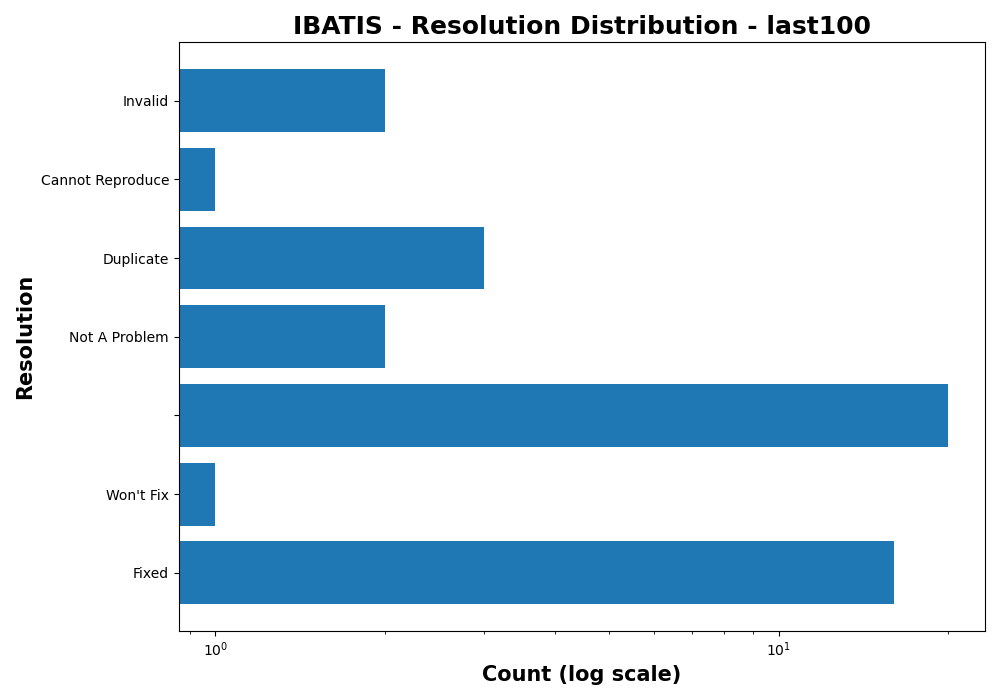 IBATIS - Resolution Distribution - last100
Invalid
Cannot Reproduce
Duplicate
Not A Problem
Won't Fix
Fixed
Resolution
10⁰
10¹
Count (log scale)